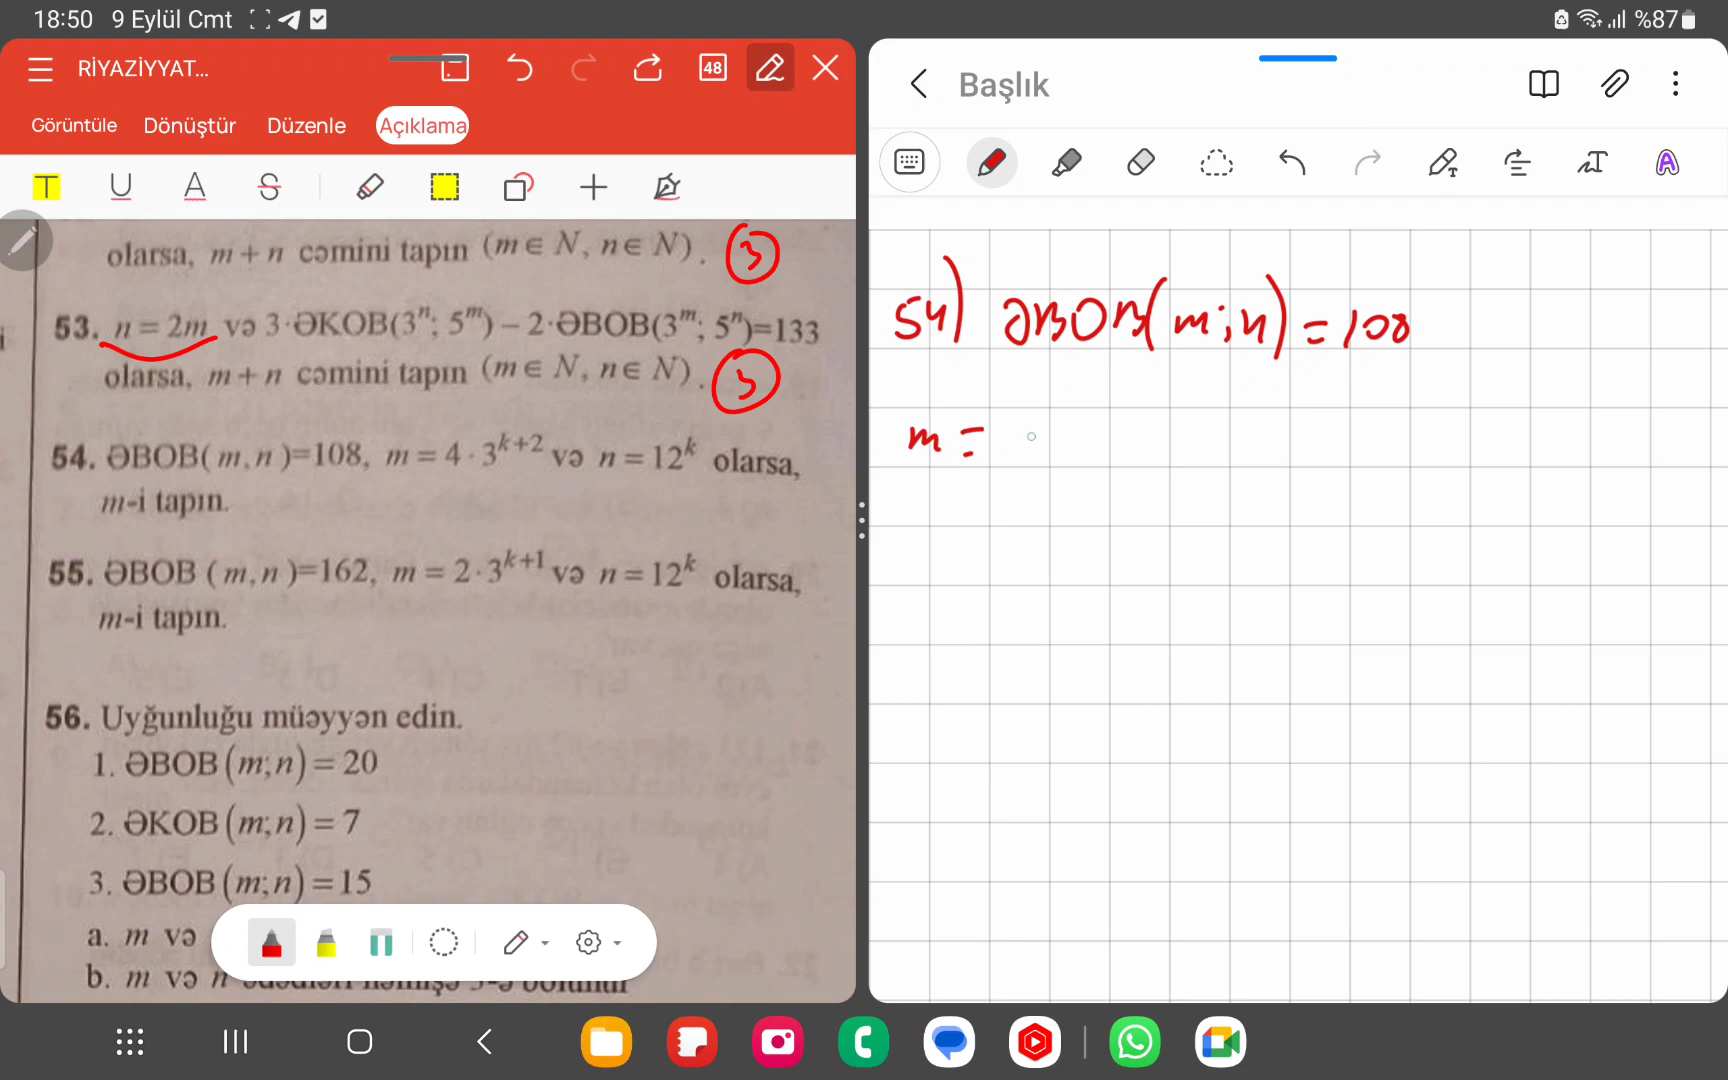 18:50 9 Eylül Cmt %87
RİYAZİYYAT... 48
Görüntüle Dönüştür Düzenle Açıklama
T U A S
olarsa, m + n cəmini tapın (m ∈ N, n ∈ N). 3
53. n = 2m və 3·ƏKOB(3ⁿ; 5ᵐ) – 2·ƏBOB(3ᵐ; 5ⁿ)=133
olarsa, m + n cəmini tapın (m ∈ N, n ∈ N). 3
54. ƏBOB(m,n)=108, m = 4 · 3ᵏ⁺² və n = 12ᵏ olarsa,
m-i tapın.
55. ƏBOB (m,n)=162, m = 2 · 3ᵏ⁺¹ və n = 12ᵏ olarsa,
m-i tapın.
56. Uyğunluğu müəyyən edin.
1. ƏBOB(m;n) = 20
2. ƏKOB(m;n) = 7
3. ƏBOB(m;n) = 15
a. m və
b. m və n
Başlık
54) ƏBOB(m;n) = 108
m =